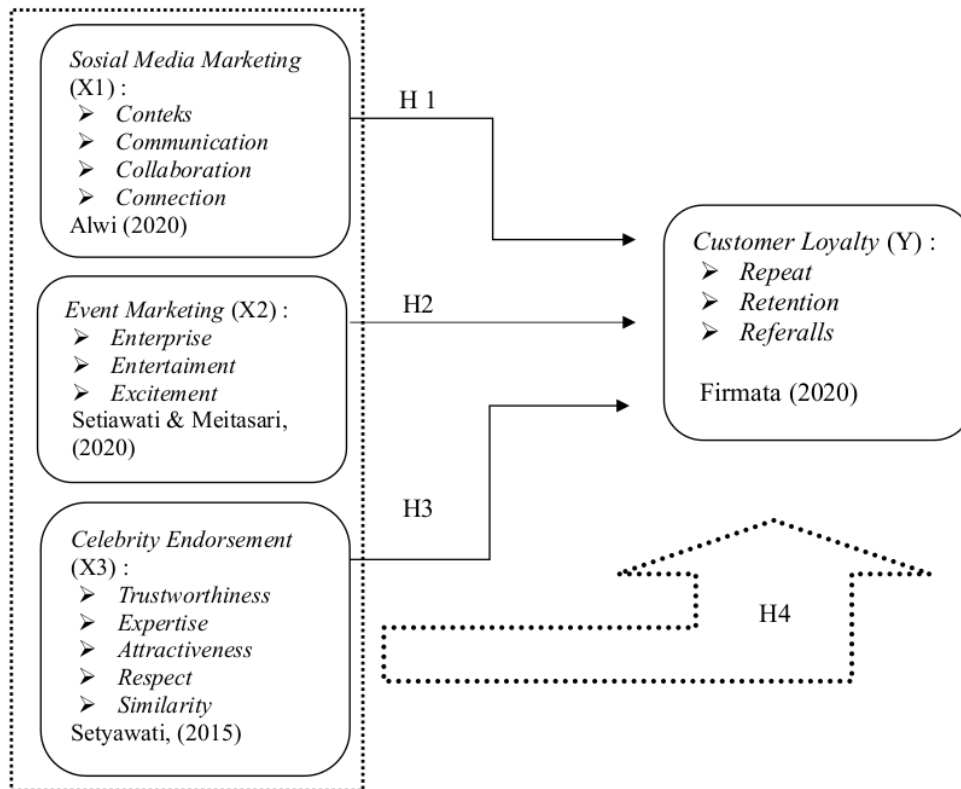 Sosial Media Marketing
(X1) :
➢ Conteks
➢ Communication
➢ Collaboration
➢ Connection
Alwi (2020)
H 1
Event Marketing (X2) :
➢ Enterprise
➢ Entertaiment
➢ Excitement
Setiawati & Meitasari,
(2020)
H2
Customer Loyalty (Y) :
➢ Repeat
➢ Retention
➢ Referalls
Firmata (2020)
Celebrity Endorsement
(X3) :
➢ Trustworthiness
➢ Expertise
➢ Attractiveness
➢ Respect
➢ Similarity
Setyawati, (2015)
H3
H4